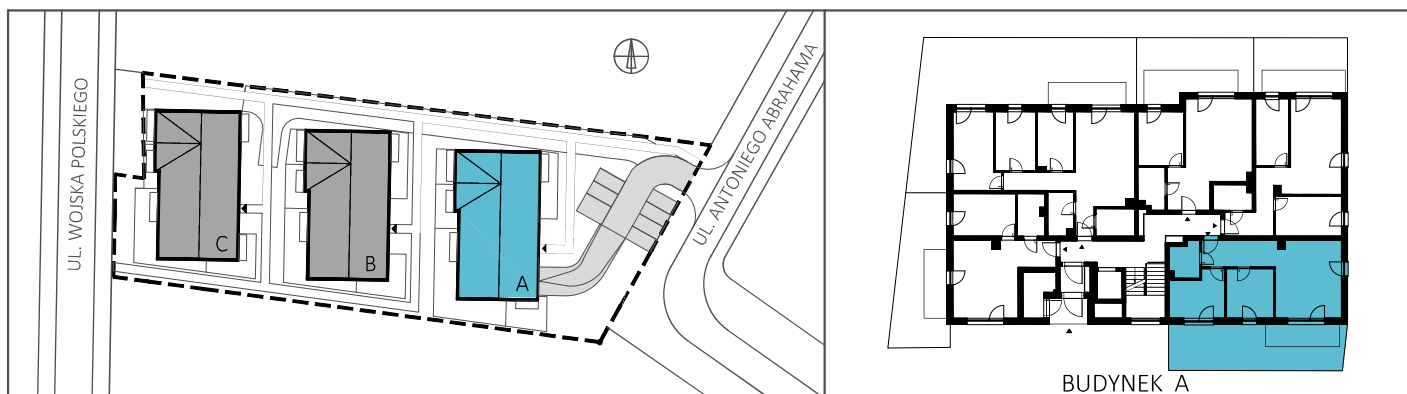 UL. WOJSKA POLSKIEGO
C
B
A
UL. ANTONIEGO ABRAHAMA
BUDYNEK A